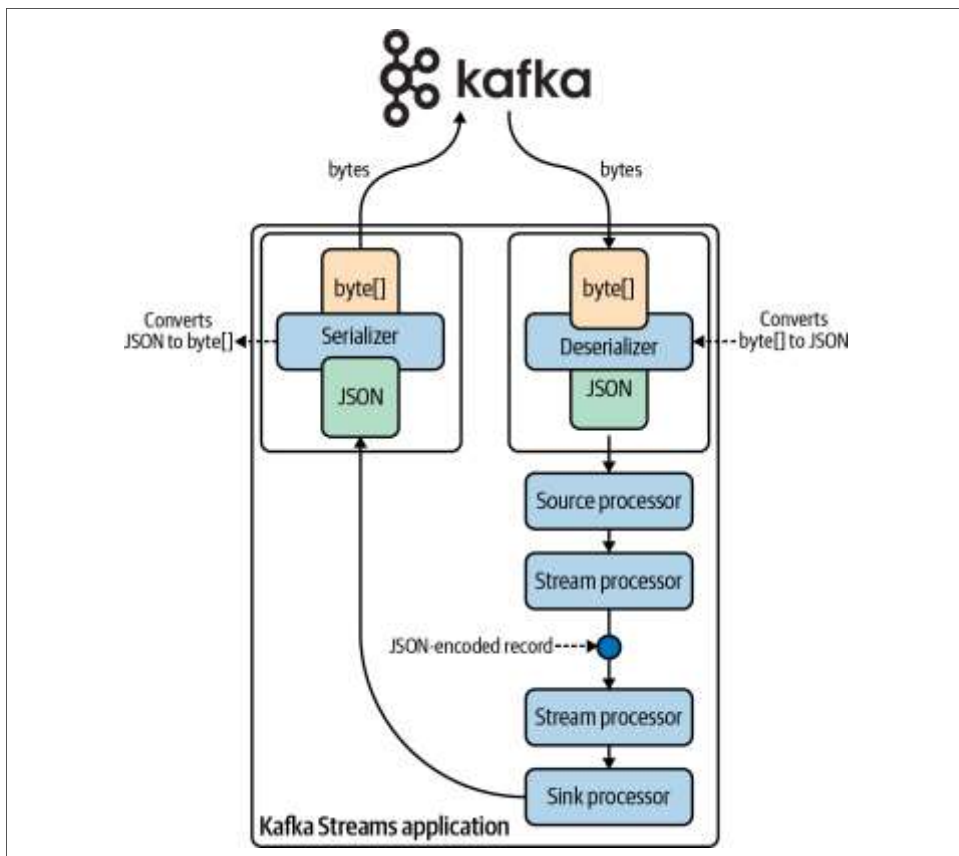 kafka
bytes
bytes
byte[]
byte[]
Converts
JSON to byte[]
Serializer
Deserializer
Converts
byte[] to JSON
JSON
JSON
Source processor
Stream processor
JSON-encoded record
Stream processor
Sink processor
Kafka Streams application